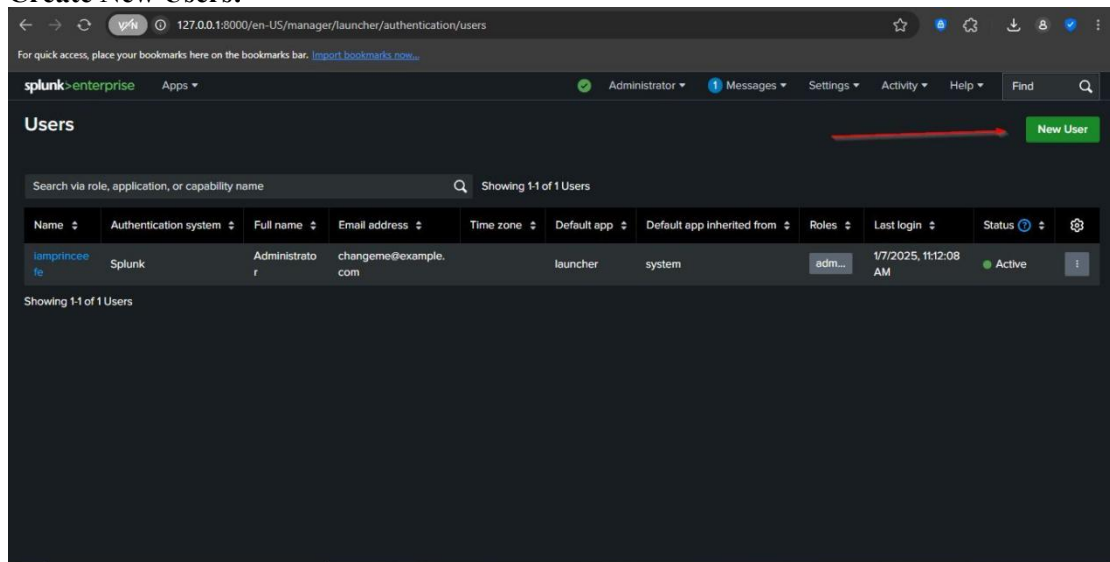 Create New Users:
127.0.0.1:8000/en-US/manager/launcher/authentication/users
For quick access, place your bookmarks here on the bookmarks bar. Import bookmarks now...
splunk>enterprise Apps Administrator 1 Messages Settings Activity Help Find
Users
New User
Search via role, application, or capability name Showing 1-1 of 1 Users
Name Authentication system Full name Email address Time zone Default app Default app inherited from Roles Last login Status ?
iamprincee Splunk Administrato changeme@example. launcher system adm... 1/7/2025, 11:12:08 Active
fe r com AM
Showing 1-1 of 1 Users